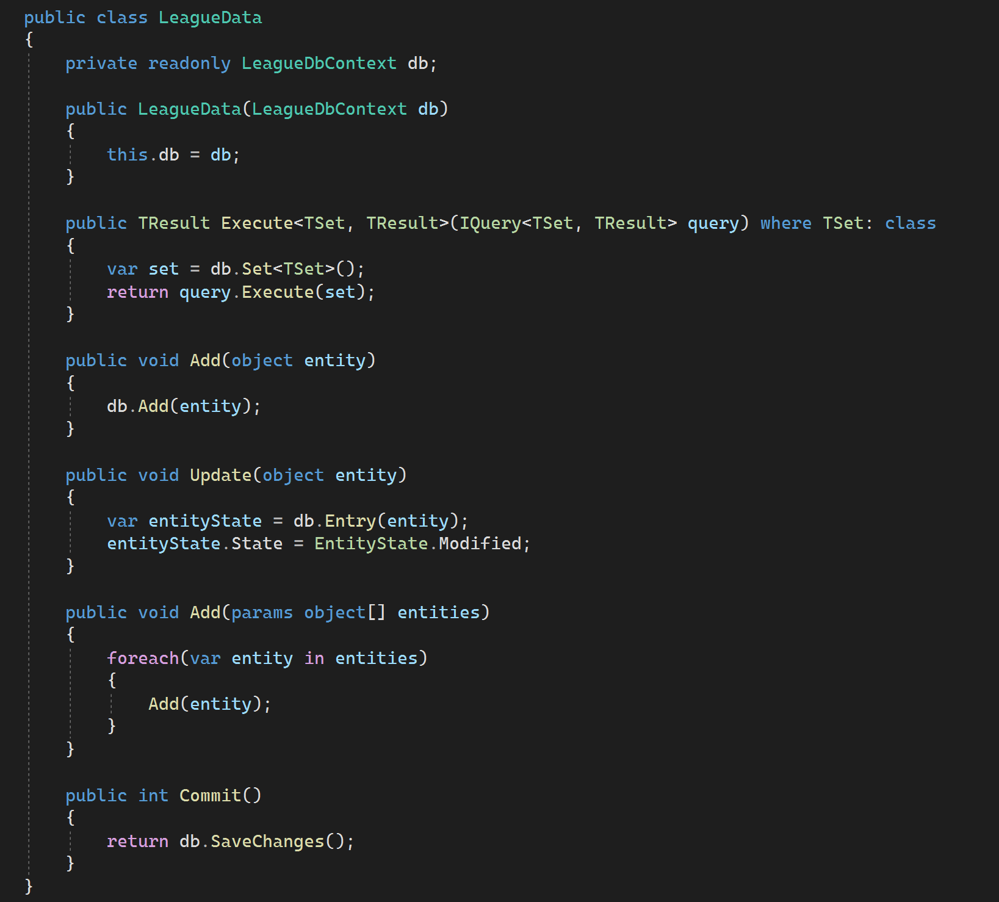 public class LeagueData
{
    private readonly LeagueDbContext db;

    public LeagueData(LeagueDbContext db)
    {
        this.db = db;
    }

    public TResult Execute<TSet, TResult>(IQuery<TSet, TResult> query) where TSet: class
    {
        var set = db.Set<TSet>();
        return query.Execute(set);
    }

    public void Add(object entity)
    {
        db.Add(entity);
    }

    public void Update(object entity)
    {
        var entityState = db.Entry(entity);
        entityState.State = EntityState.Modified;
    }

    public void Add(params object[] entities)
    {
        foreach(var entity in entities)
        {
            Add(entity);
        }
    }

    public int Commit()
    {
        return db.SaveChanges();
    }
}